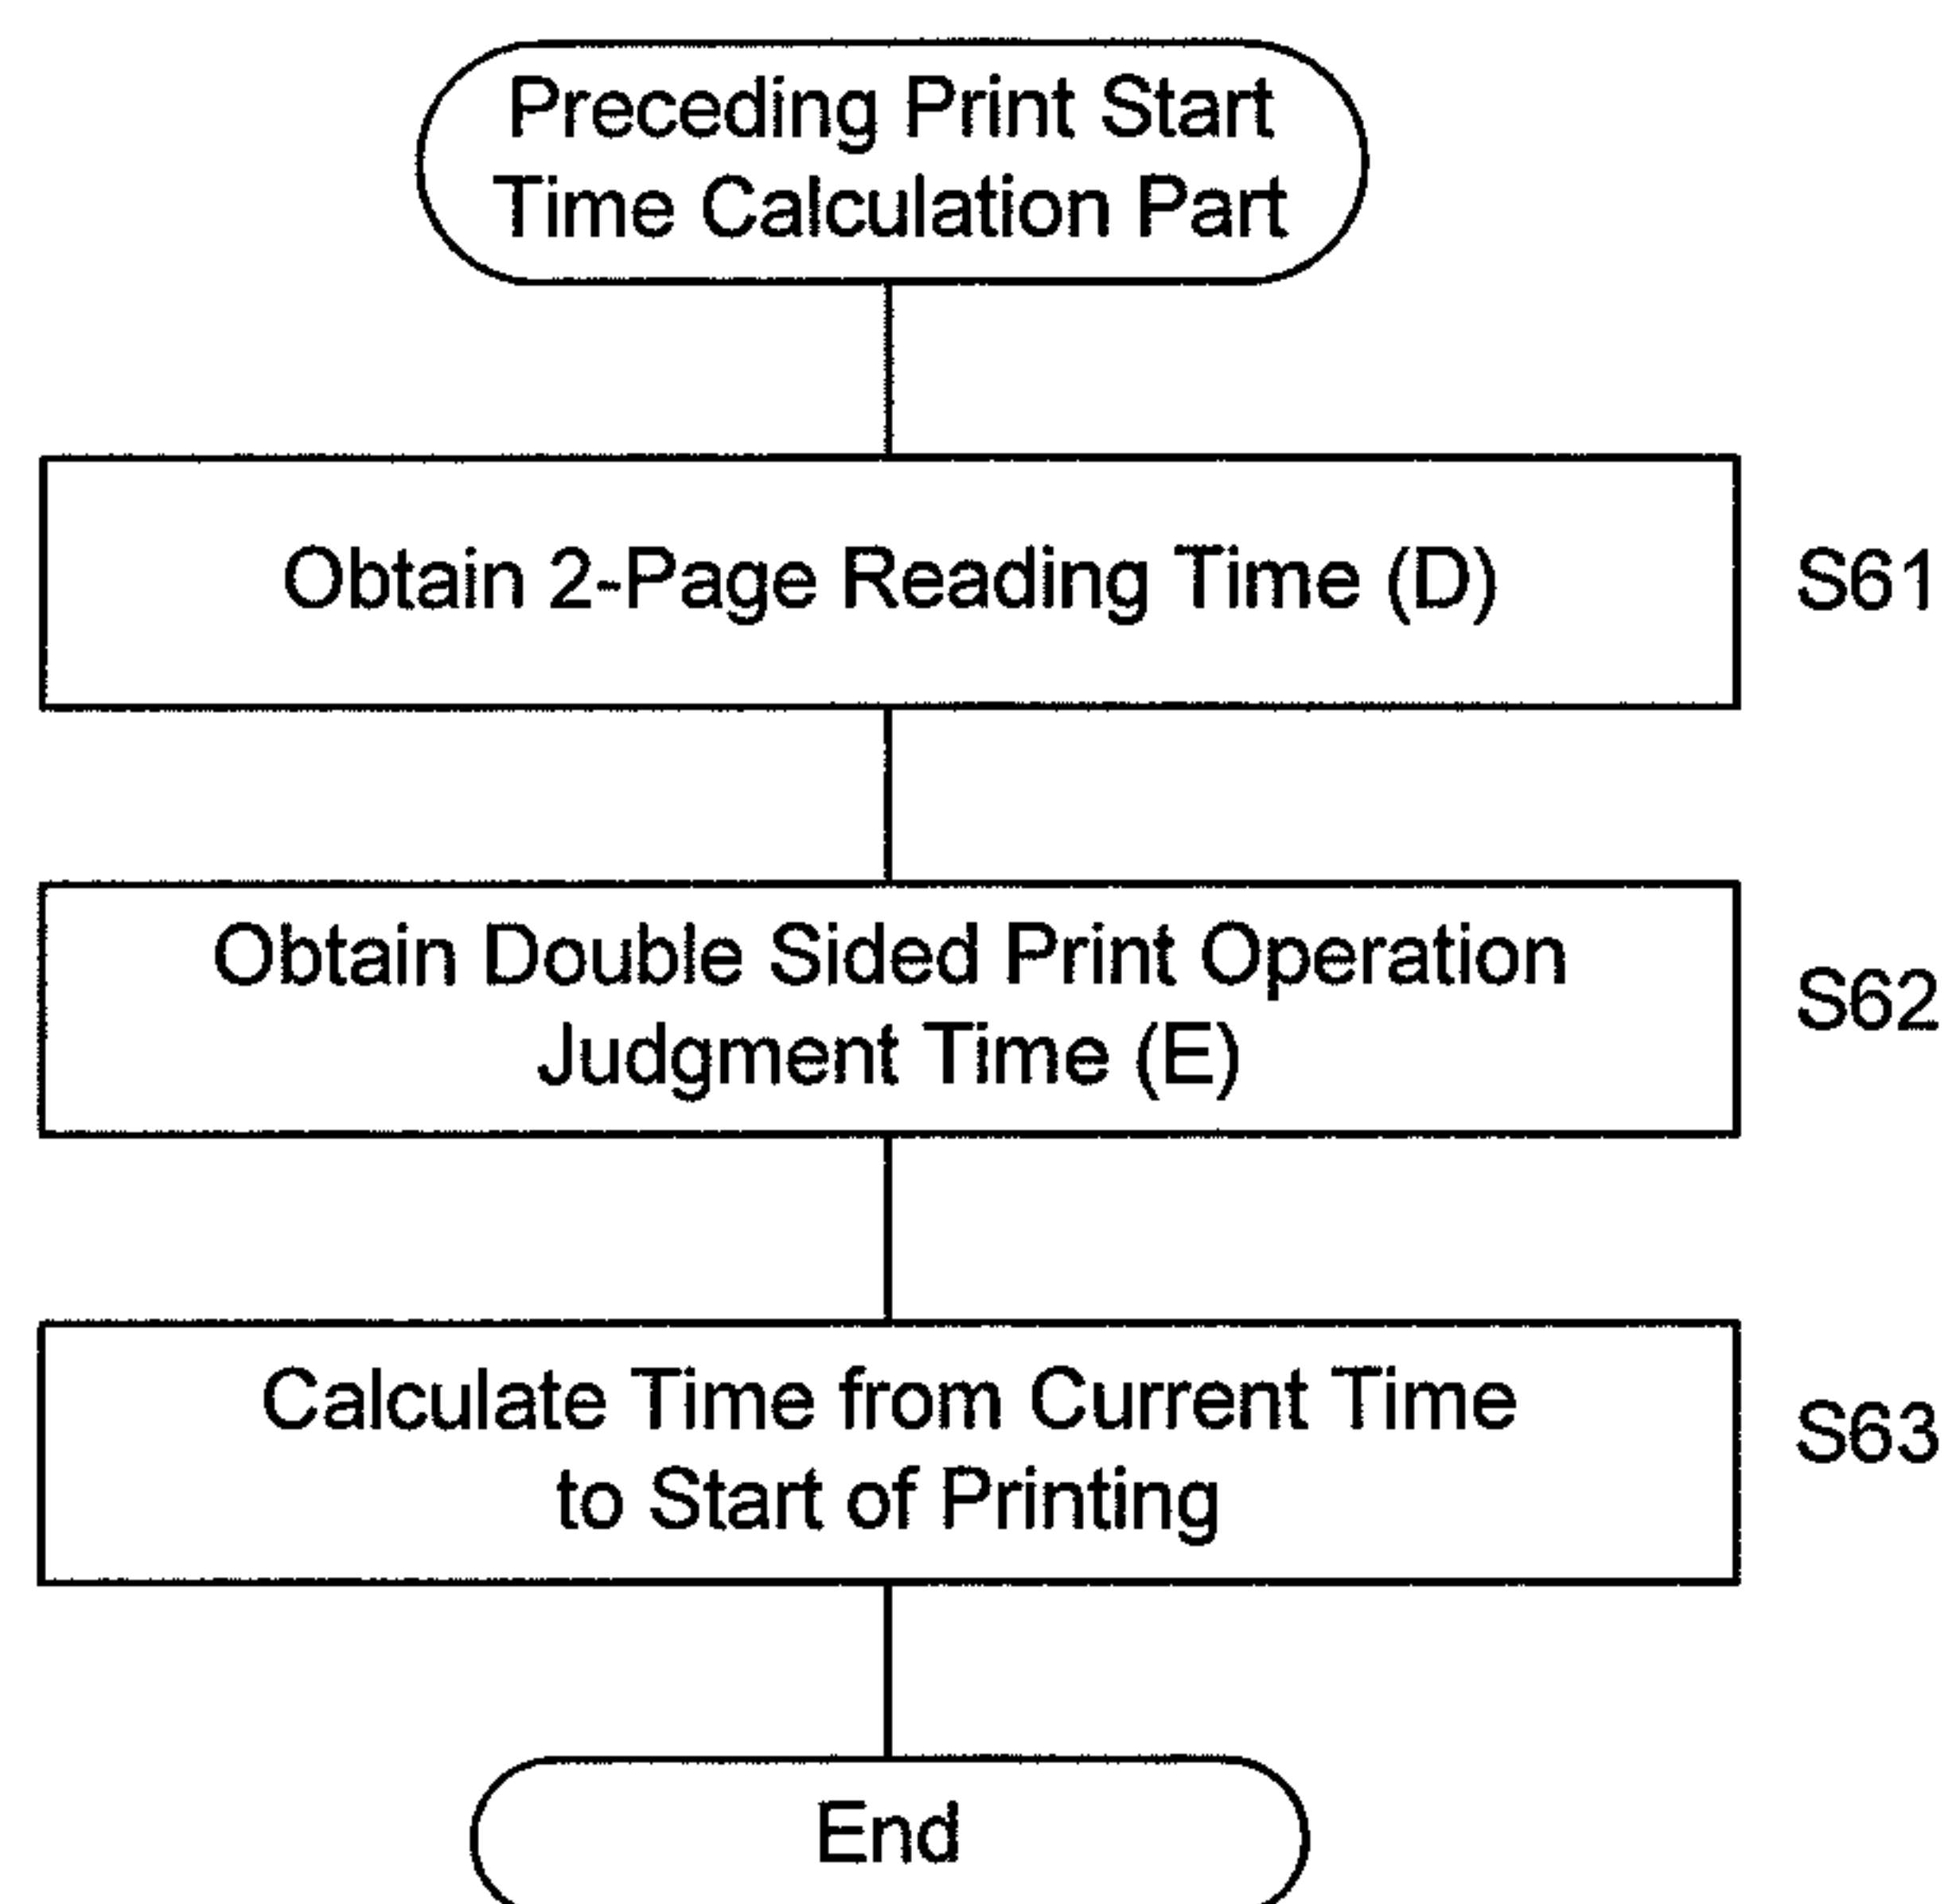 Preceding Print Start
Time Calculation Part
Obtain 2-Page Reading Time (D)
S61
Obtain Double Sided Print Operation
Judgment Time (E)
S62
Calculate Time from Current Time
to Start of Printing
S63
End